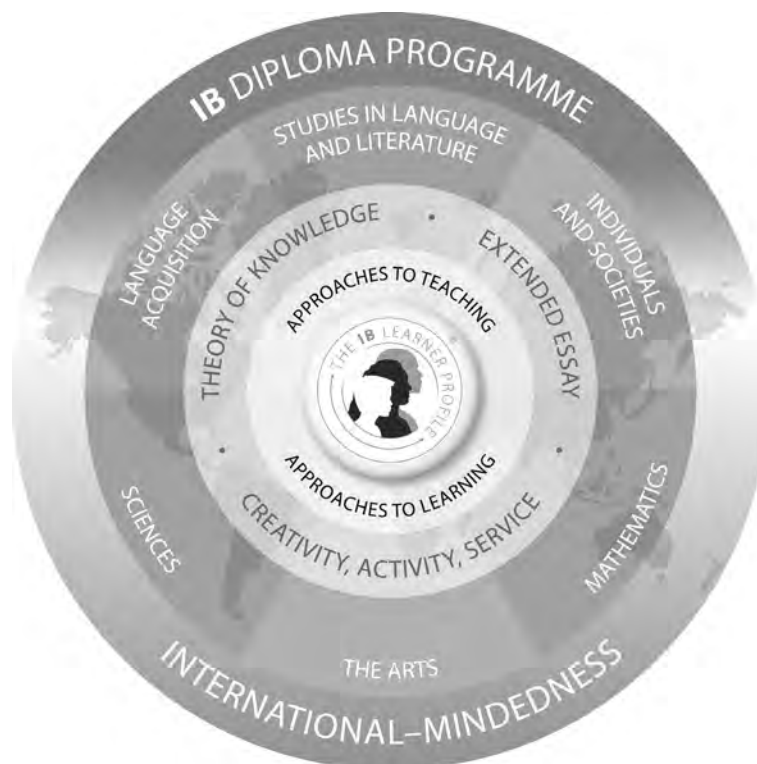 IB DIPLOMA PROGRAMME
STUDIES IN LANGUAGE
AND LITERATURE
LANGUAGE
ACQUISITION
INDIVIDUALS
AND SOCIETIES
THEORY OF KNOWLEDGE
EXTENDED ESSAY
APPROACHES TO TEACHING
THE IB LEARNER PROFILE
®
APPROACHES TO LEARNING
CREATIVITY, ACTIVITY, SERVICE
SCIENCES
MATHEMATICS
THE ARTS
INTERNATIONAL–MINDEDNESS